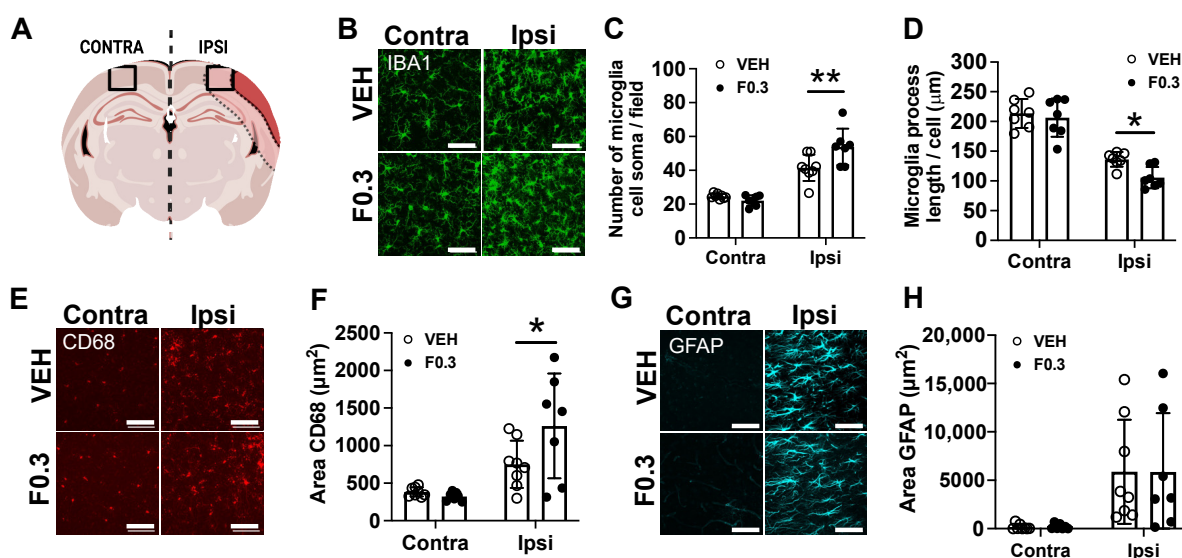 A
CONTRA
IPSI
B
Contra
Ipsi
VEH
F0.3
IBA1
C
Number of microglia
cell soma / field
100
80
60
40
20
0
VEH
F0.3
**
Contra
Ipsi
D
Microglia process
length / cell (µm)
300
250
200
150
100
50
0
VEH
F0.3
*
Contra
Ipsi
E
Contra
Ipsi
VEH
F0.3
CD68
F
Area CD68 (µm²)
2500
2000
1500
1000
500
0
VEH
F0.3
*
Contra
Ipsi
G
Contra
Ipsi
VEH
F0.3
GFAP
H
Area GFAP (µm²)
20,000
15,000
10,000
5000
0
VEH
F0.3
Contra
Ipsi